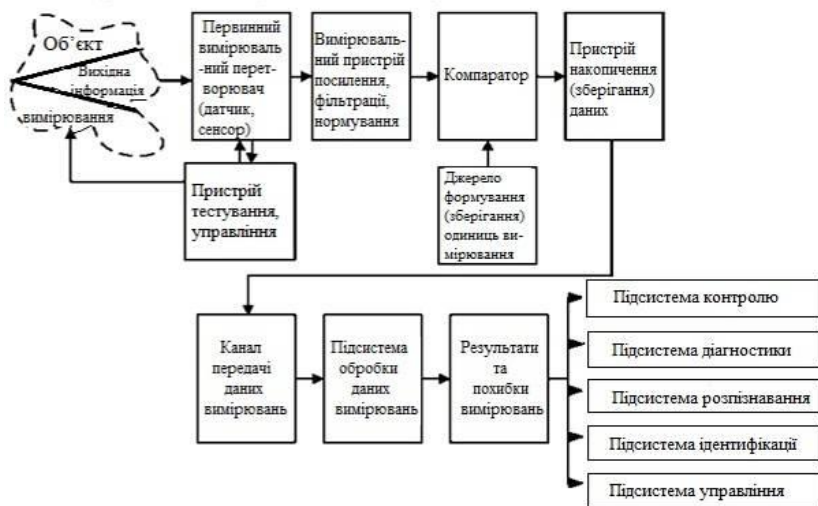 Об’єкт
Вихідна
інформація
вимірювання
Первинний
вимірюваль
-ний перет-
ворювач
(датчик,
сенсор)
Вимірюваль-
ний пристрій
посилення,
фільтрації,
нормування
Компаратор
Пристрій
накопичення
(зберігання)
даних
Пристрій
тестування,
управління
Джерело
формування
(зберігання)
одиниць ви-
мірювання
Канал
передачі
даних
вимірювань
Підсистема
обробки
даних
вимірювань
Результати
та
похибки
вимірювань
Підсистема контролю
Підсистема діагностики
Підсистема розпізнавання
Підсистема ідентифікації
Підсистема управління